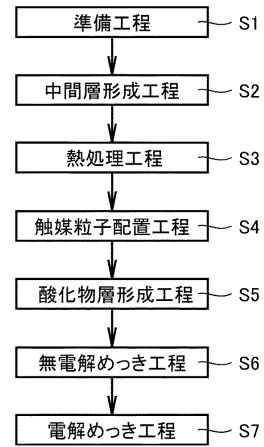 準備工程 S1
中間層形成工程 S2
熱処理工程 S3
触媒粒子配置工程 S4
酸化物層形成工程 S5
無電解めっき工程 S6
電解めっき工程 S7